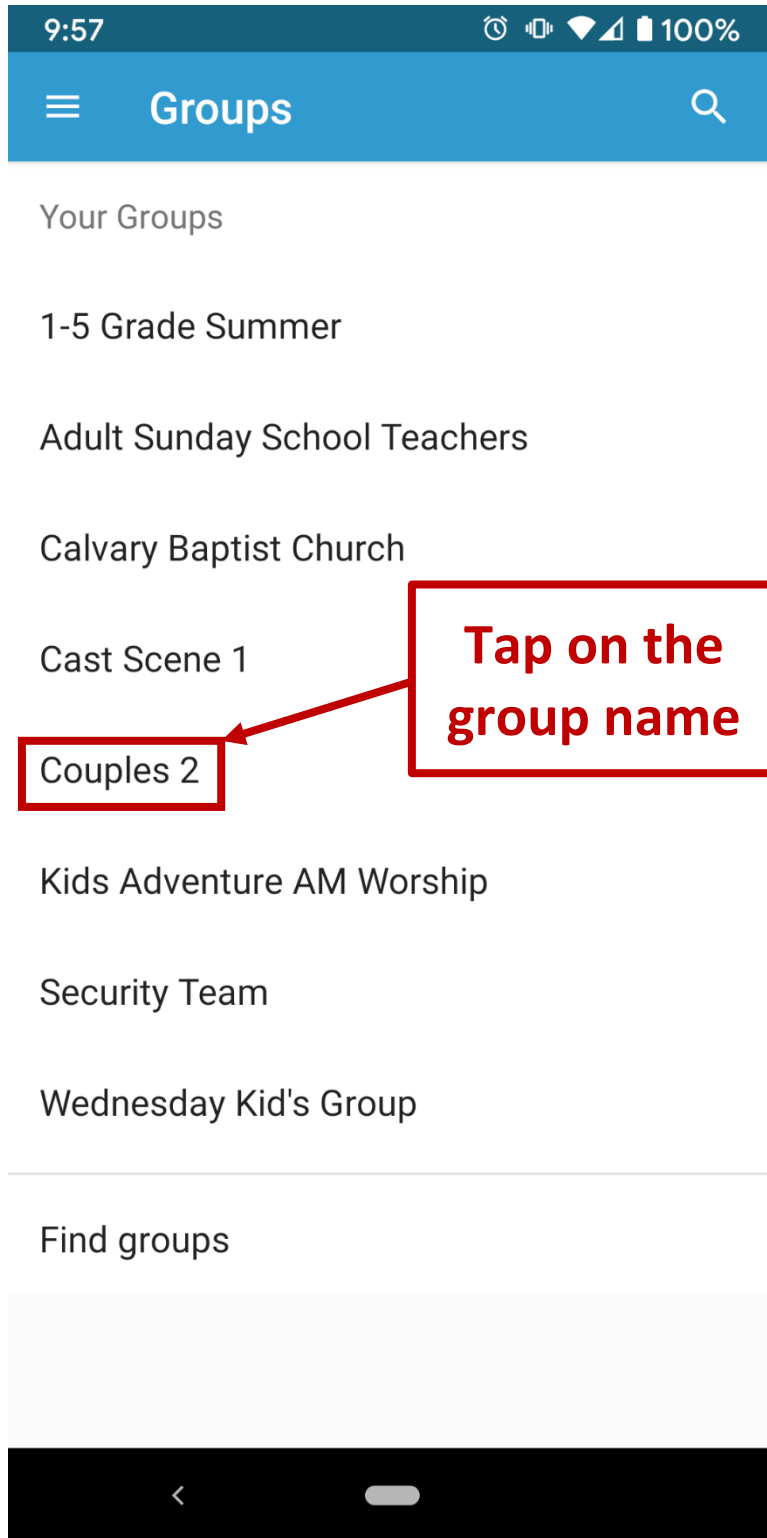 9:57 100%
Groups
Your Groups
1-5 Grade Summer
Adult Sunday School Teachers
Calvary Baptist Church
Cast Scene 1
Tap on the
group name
Couples 2
Kids Adventure AM Worship
Security Team
Wednesday Kid's Group
Find groups